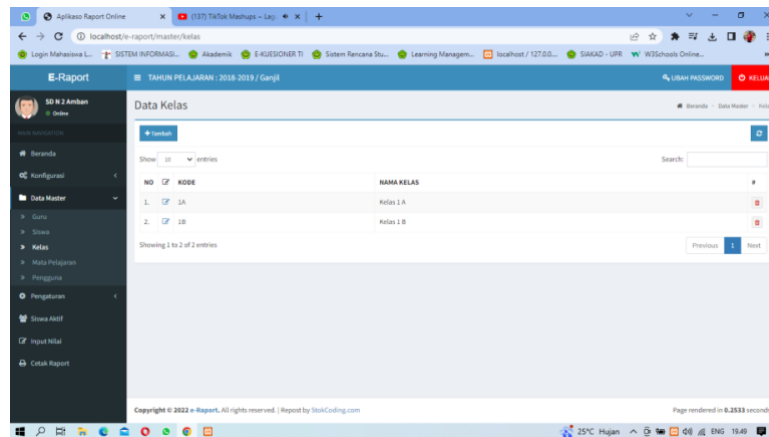 Aplikaso Raport Online
(137) TikTok Mashups - Lagu
localhost/e-raport/master/kelas
Login Mahasiswa L... SISTEM INFORMASI... Akademik E-KUESIONER TI Sistem Rencana Stu... Learning Managem... localhost / 127.0.0... SIAKAD - UPR W3Schools Online...
E-Raport
TAHUN PELAJARAN : 2018-2019 / Ganjil
UBAH PASSWORD KELUA
SD N 2 Amban
Online
MAIN NAVIGATION
Beranda
Konfigurasi
Data Master
Guru
Siswa
Kelas
Mata Pelajaran
Pengguna
Pengaturan
Siswa Aktif
Input Nilai
Cetak Raport
Data Kelas
Beranda Data Master Kela
+Tambah
Show 10 entries
Search:
NO KODE NAMA KELAS #
1. 1A Kelas 1 A
2. 1B Kelas 1 B
Showing 1 to 2 of 2 entries
Previous 1 Next
Copyright © 2022 e-Raport. All rights reserved. | Repost by StokCoding.com
Page rendered in 0.2533 second
25°C Hujan ENG 19.49